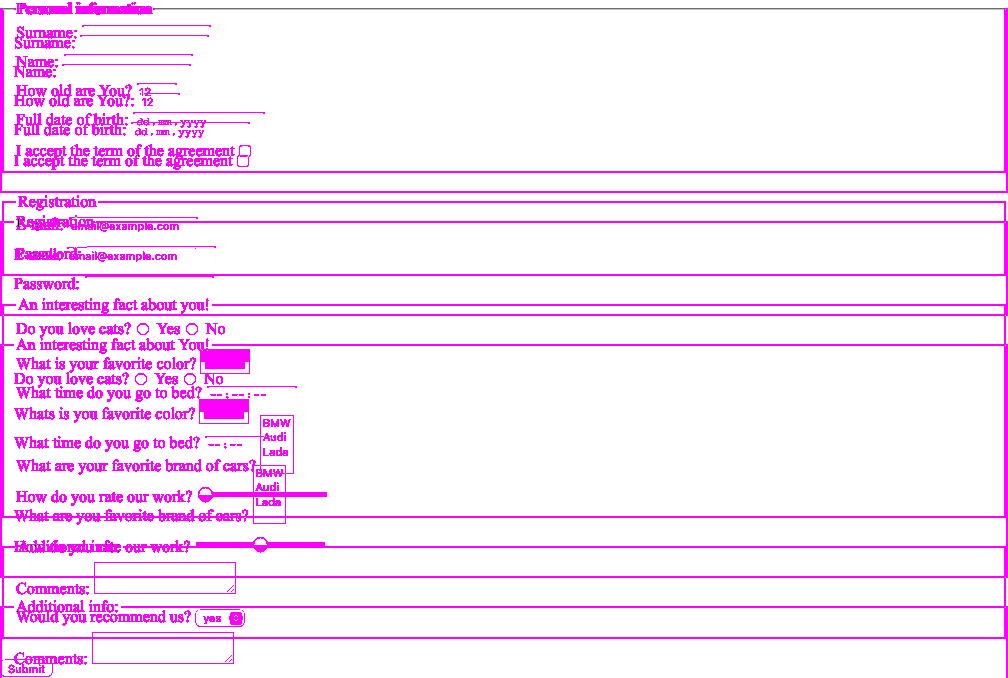 Personal information
Surname:
Surname:
Name:
Name:
How old are You? 12
How old are You?: 12
Full date of birth: dd.mm.yyyy
Full date of birth: dd.mm.yyyy
I accept the term of the agreement
I accept the term of the agreement
Registration
Registration
email@example.com
Password:
email@example.com
Password:
An interesting fact about you!
Do you love cats? Yes No
An interesting fact about You!
What is your favorite color?
Do you love cats? Yes No
What time do you go to bed? --:--:--
Whats is you favorite color?
BMW
What time do you go to bed? --:--
Audi
Lada
What are your favorite brand of cars?
BMW
Audi
How do you rate our work?
Lada
What are you favorite brand of cars?
How do you rate our work?
Comments:
Additional info:
Would you recommend us? yes
Comments:
Submit